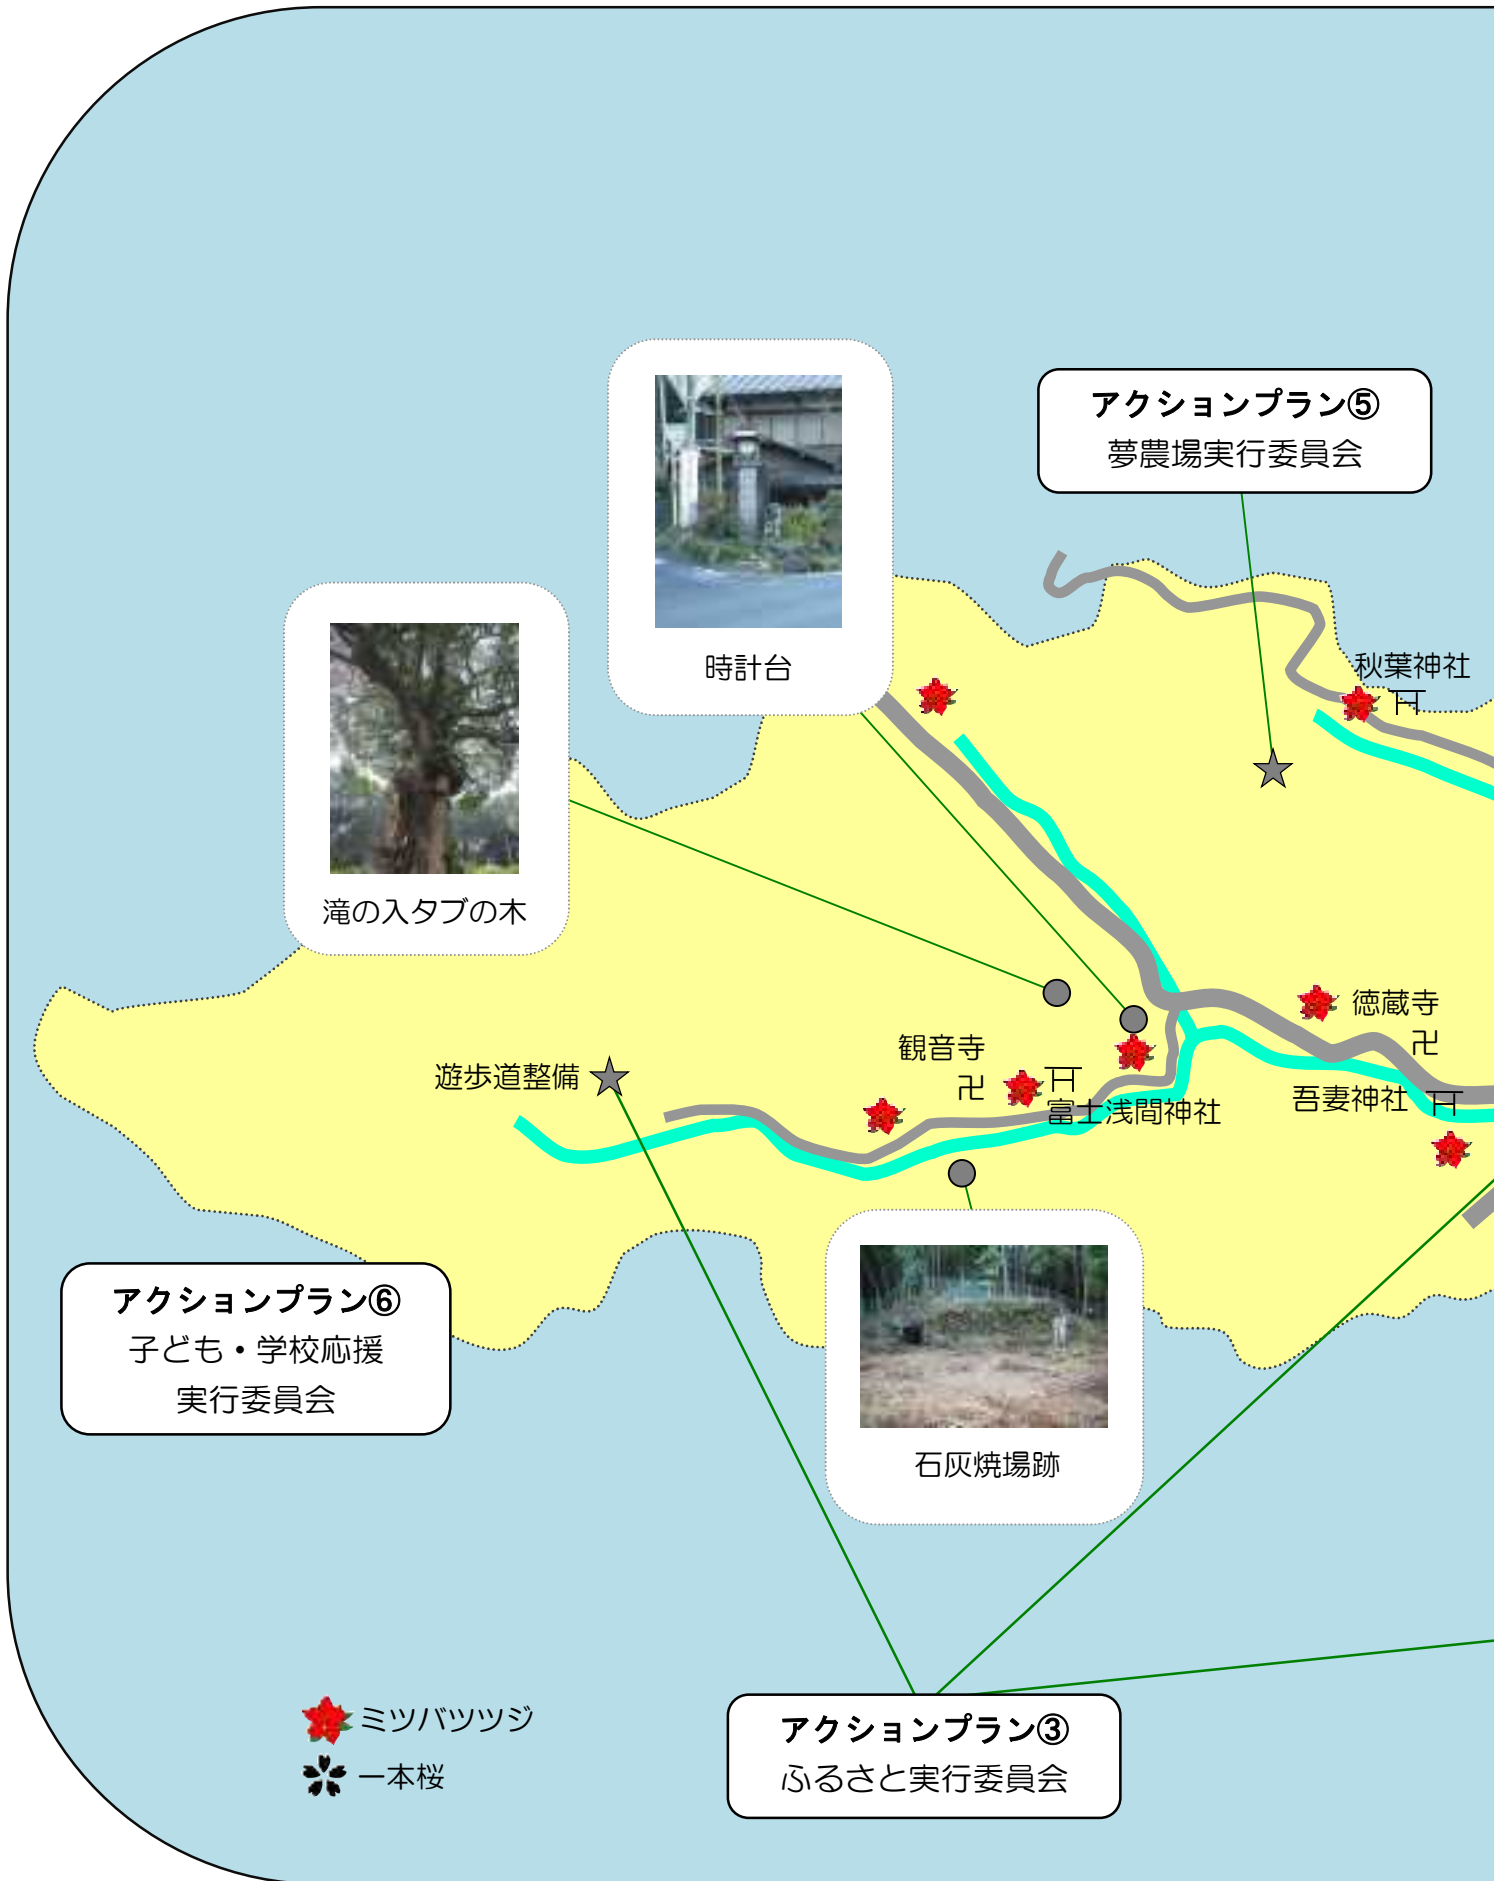 アクションプラン⑤
夢農場実行委員会
時計台
秋葉神社
滝の入タブの木
徳蔵寺
観音寺
遊歩道整備
吾妻神社
富士浅間神社
アクションプラン⑥
子ども・学校応援
実行委員会
石灰焼場跡
ミツバツツジ
一本桜
アクションプラン③
ふるさと実行委員会